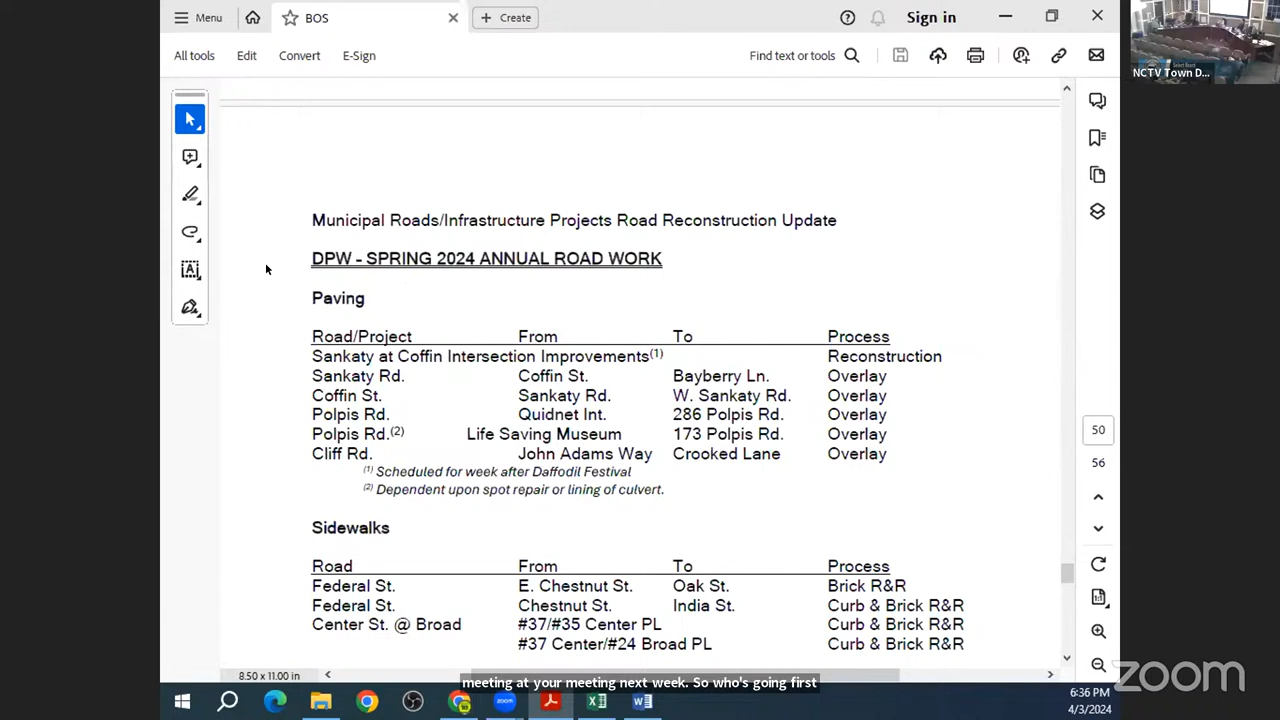 Menu
BOS
Create
Sign in
All tools
Edit
Convert
E-Sign
Find text or tools
NCTV Town D...
Municipal Roads/Infrastructure Projects Road Reconstruction Update
DPW - SPRING 2024 ANNUAL ROAD WORK
Paving
Road/Project From To Process
Sankaty at Coffin Intersection Improvements(1) Reconstruction
Sankaty Rd. Coffin St. Bayberry Ln. Overlay
Coffin St. Sankaty Rd. W. Sankaty Rd. Overlay
Polpis Rd. Quidnet Int. 286 Polpis Rd. Overlay
Polpis Rd.(2) Life Saving Museum 173 Polpis Rd. Overlay
Cliff Rd. John Adams Way Crooked Lane Overlay
(1) Scheduled for week after Daffodil Festival
(2) Dependent upon spot repair or lining of culvert.
Sidewalks
Road From To Process
Federal St. E. Chestnut St. Oak St. Brick R&R
Federal St. Chestnut St. India St. Curb & Brick R&R
Center St. @ Broad #37/#35 Center PL Curb & Brick R&R
#37 Center/#24 Broad PL Curb & Brick R&R
50
56
8.50 x 11.00 in
meeting at your meeting next week. So who's going first
zoom
6:36 PM
4/3/2024